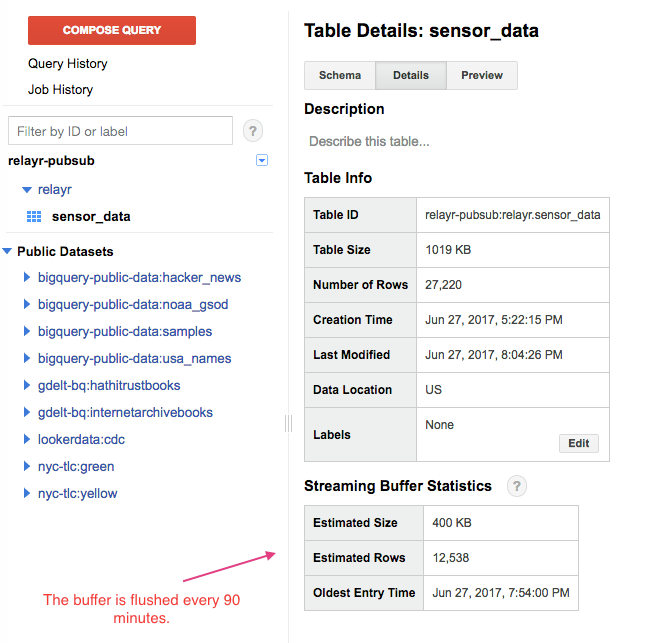 COMPOSE QUERY
Query History
Job History
Filter by ID or label
?
relayr-pubsub
relayr
sensor_data
Public Datasets
bigquery-public-data:hacker_news
bigquery-public-data:noaa_gsod
bigquery-public-data:samples
bigquery-public-data:usa_names
gdelt-bq:hathitrustbooks
gdelt-bq:internetarchivebooks
lookerdata:cdc
nyc-tlc:green
nyc-tlc:yellow
The buffer is flushed every 90
minutes.
Table Details: sensor_data
Schema Details Preview
Description
Describe this table...
Table Info
Table ID relayr-pubsub:relayr.sensor_data
Table Size 1019 KB
Number of Rows 27,220
Creation Time Jun 27, 2017, 5:22:15 PM
Last Modified Jun 27, 2017, 8:04:26 PM
Data Location US
Labels None
Edit
Streaming Buffer Statistics ?
Estimated Size 400 KB
Estimated Rows 12,538
Oldest Entry Time Jun 27, 2017, 7:54:00 PM